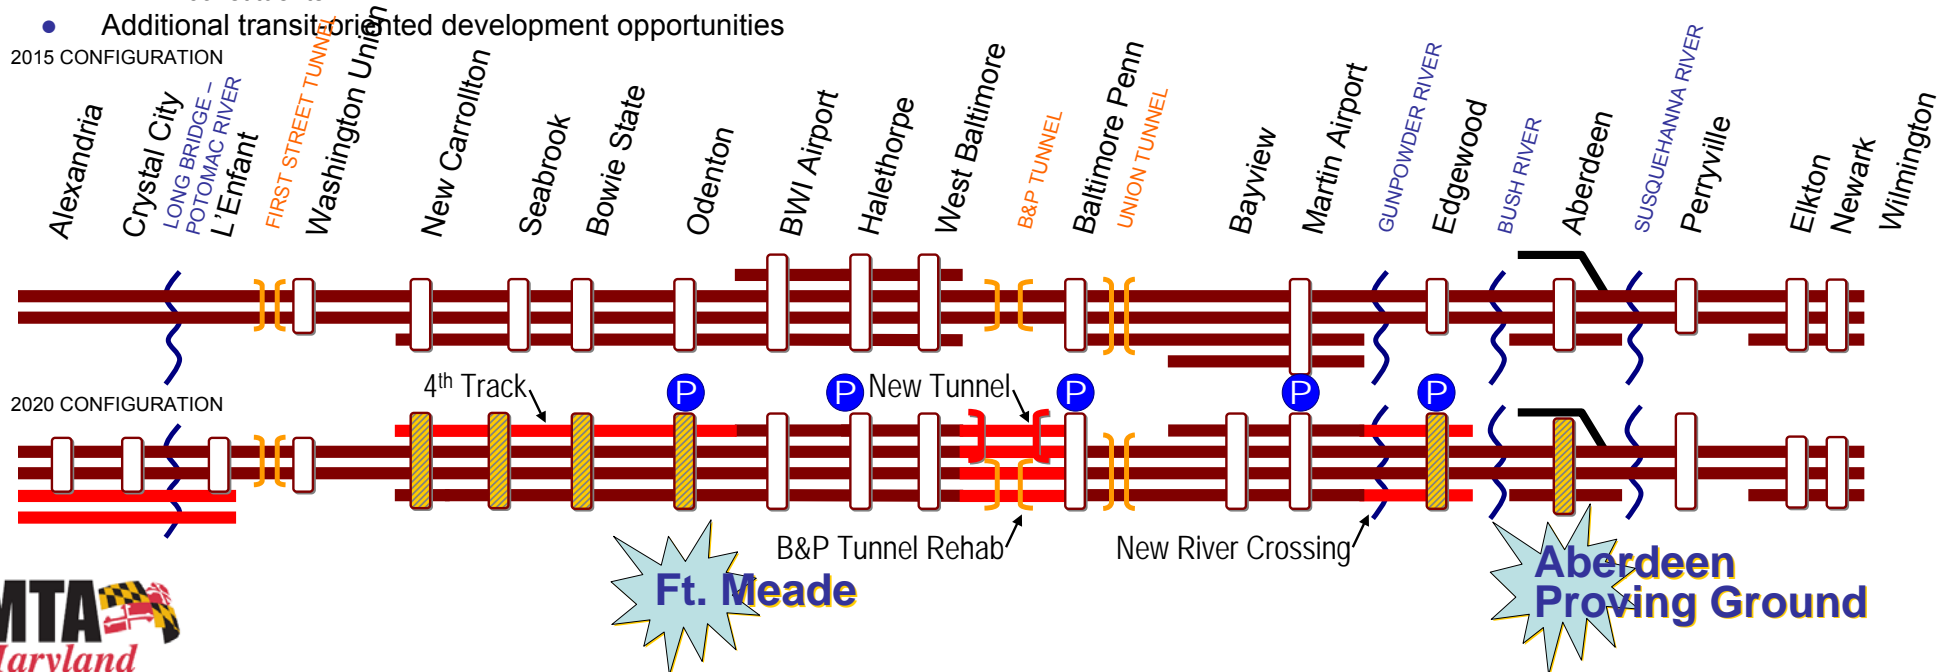 Additional transit-oriented development opportunities
2015 CONFIGURATION
Alexandria
Crystal City
LONG BRIDGE –
POTOMAC RIVER
L'Enfant
FIRST STREET TUNNEL
Washington Union
New Carrollton
Seabrook
Bowie State
Odenton
BWI Airport
Halethorpe
West Baltimore
B&P TUNNEL
Baltimore Penn
UNION TUNNEL
Bayview
Martin Airport
GUNPOWDER RIVER
Edgewood
BUSH RIVER
Aberdeen
SUSQUEHANNA RIVER
Perryville
Elkton
Newark
Wilmington
4th Track
P
P
New Tunnel
P
P
P
2020 CONFIGURATION
B&P Tunnel Rehab
New River Crossing
Ft. Meade
Aberdeen
Proving Ground
MTA
Maryland